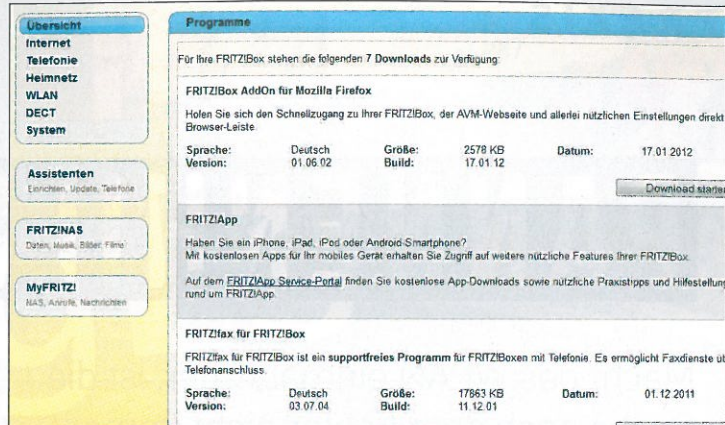 Übersicht
Internet
Telefonie
Heimnetz
WLAN
DECT
System
Assistenten
Einrichten, Update, Telefone
FRITZ!NAS
Daten, Musik, Bilder, Filme
MyFRITZ!
NAS, Anrufe, Nachrichten
Programme
Für Ihre FRITZ!Box stehen die folgenden 7 Downloads zur Verfügung:
FRITZ!Box AddOn für Mozilla Firefox
Holen Sie sich den Schnellzugang zu Ihrer FRITZ!Box, der AVM-Webseite und allerlei nützlichen Einstellungen direkt
Browser-Leiste.
Sprache: Deutsch Größe: 2578 KB Datum: 17.01.2012
Version: 01.06.02 Build: 17.01.12
Download starten
FRITZ!App
Haben Sie ein iPhone, iPad, iPod oder Android-Smartphone?
Mit kostenlosen Apps für Ihr mobiles Gerät erhalten Sie Zugriff auf weitere nützliche Features Ihrer FRITZ!Box.
Auf dem FRITZ!App Service-Portal finden Sie kostenlose App-Downloads sowie nützliche Praxistipps und Hilfestellung
rund um FRITZ!App.
FRITZ!fax für FRITZ!Box
FRITZ!fax für FRITZ!Box ist ein supportfreies Programm für FRITZ!Boxen mit Telefonie. Es ermöglicht Faxdienste üb
Telefonanschluss.
Sprache: Deutsch Größe: 17863 KB Datum: 01.12.2011
Version: 03.07.04 Build: 11.12.01